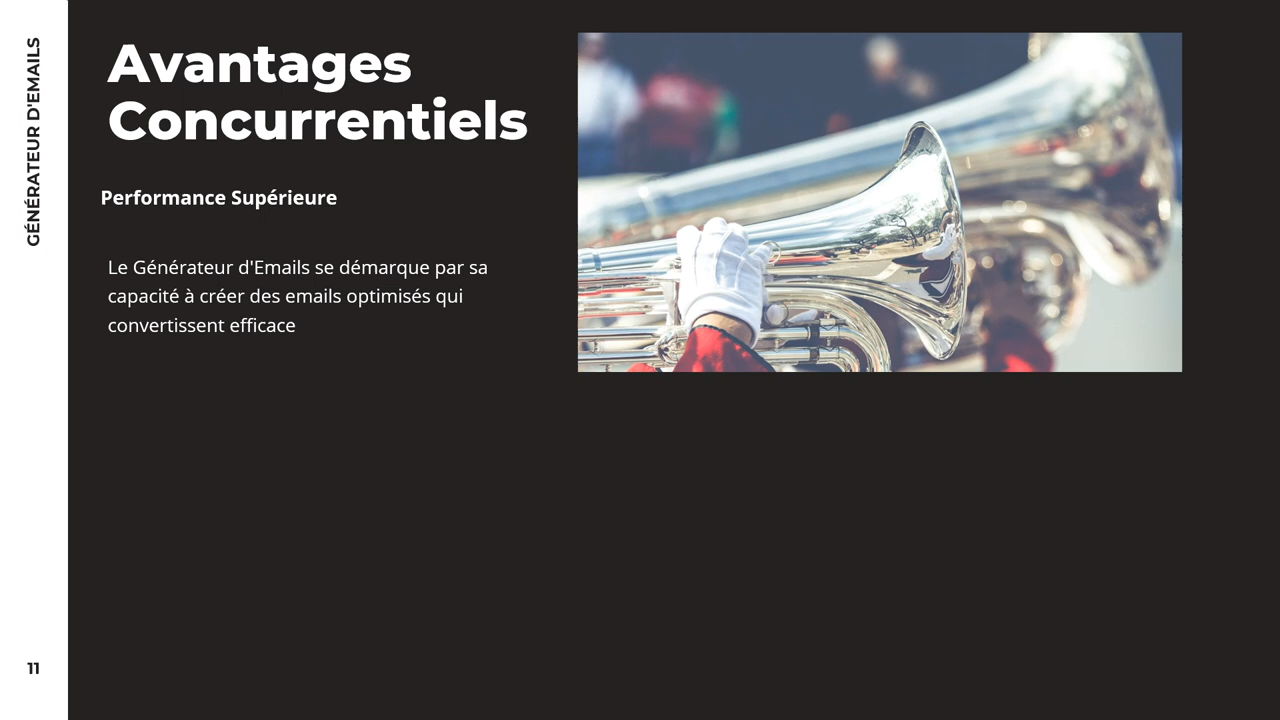 GÉNÉRATEUR D'EMAILS
Avantages
Concurrentiels
Performance Supérieure
Le Générateur d'Emails se démarque par sa
capacité à créer des emails optimisés qui
convertissent efficace
11